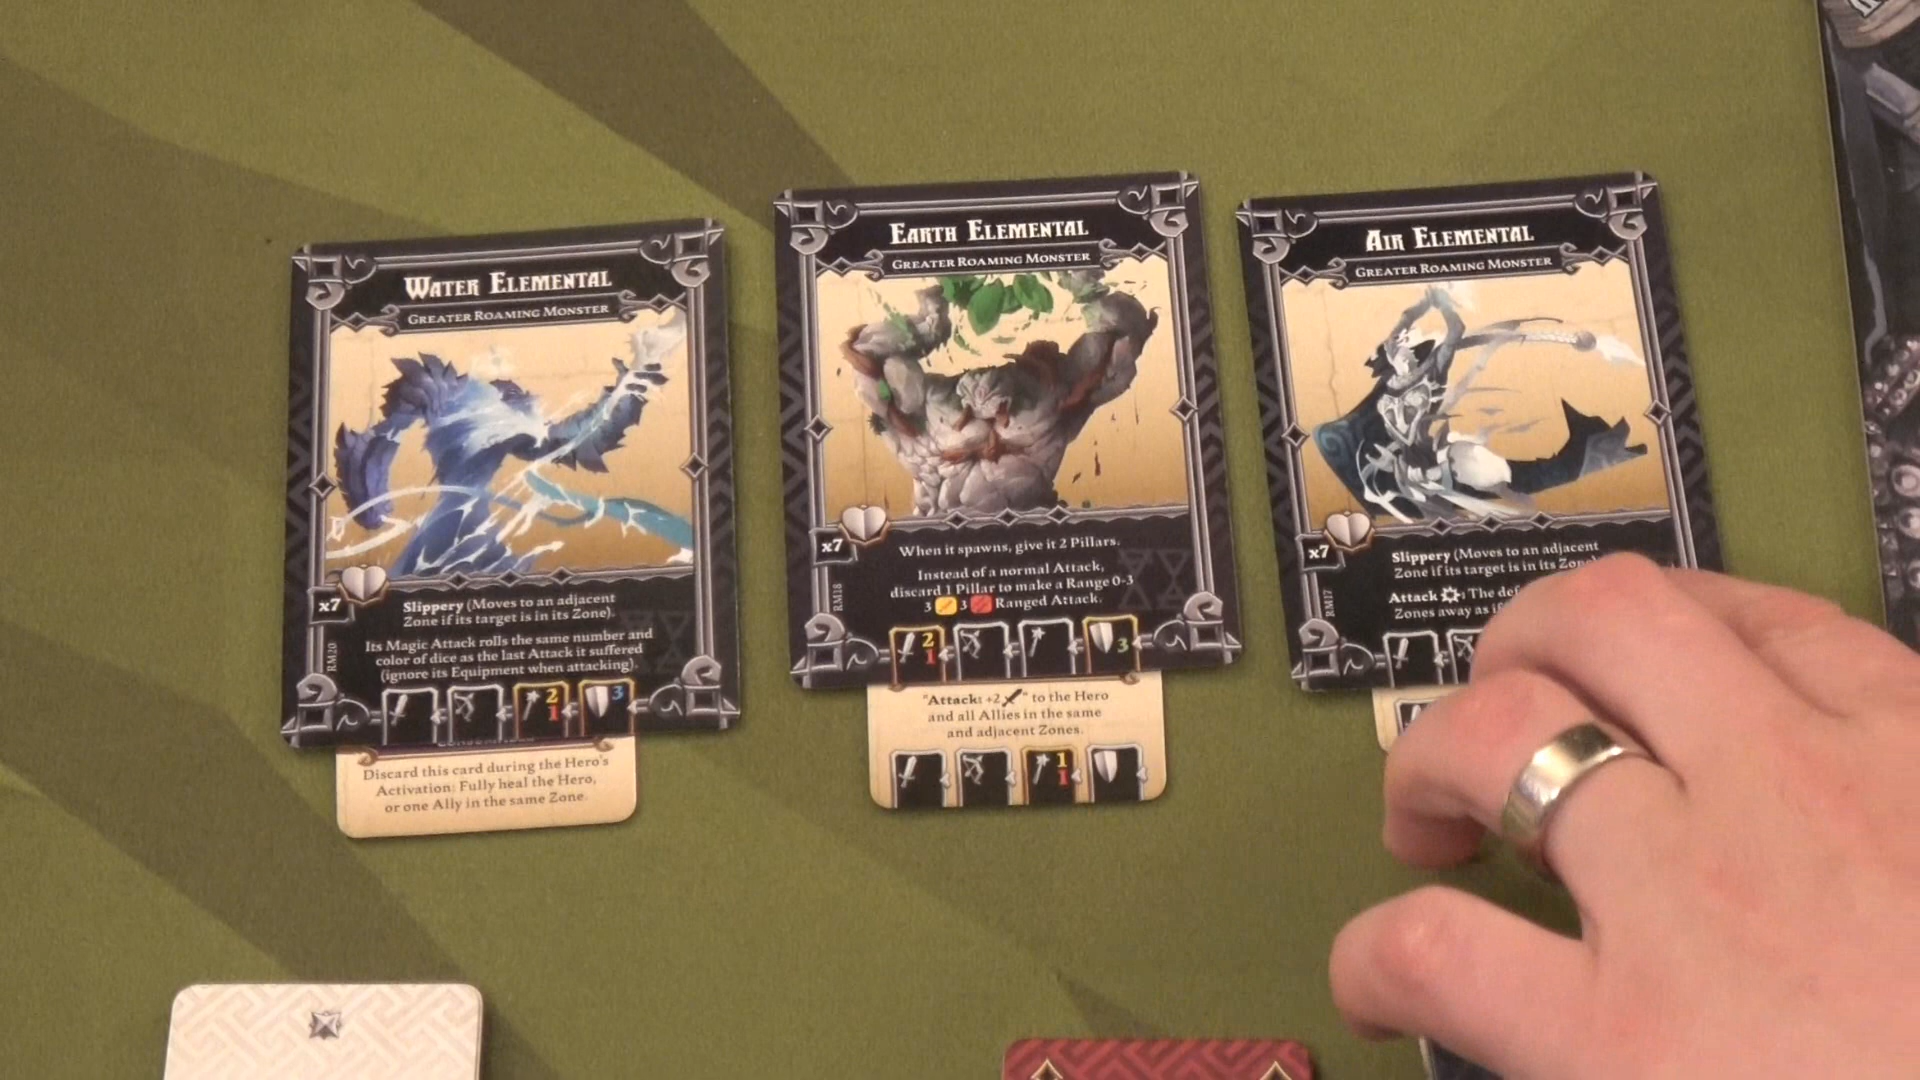 WATER ELEMENTAL
GREATER ROAMING MONSTER
x7
RM20
Slippery (Moves to an adjacent
Zone if its target is in its Zone).
Its Magic Attack rolls the same number and
color of dice as the last Attack it suffered
(ignore its Equipment when attacking).
2
1
3
Discard this card during the Hero's
Activation: Fully heal the Hero,
or one Ally in the same Zone.
EARTH ELEMENTAL
GREATER ROAMING MONSTER
x7
RM18
When it spawns, give it 2 Pillars.
Instead of a normal Attack,
discard 1 Pillar to make a Range 0-3
3 3 Ranged Attack.
2
1
3
"Attack: +2 " to the Hero
and all Allies in the same
and adjacent Zones.
1
1
AIR ELEMENTAL
GREATER ROAMING MONSTER
x7
RM17
Slippery (Moves to an adjacent
Zone if its target is in its Zone)
Attack : The
Zones away as